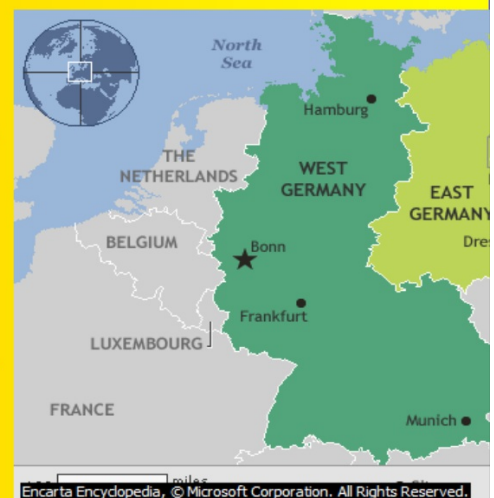 North
Sea
Hamburg
THE
NETHERLANDS
WEST
GERMANY
EAST
GERMANY
BELGIUM
Bonn
Dre
Frankfurt
LUXEMBOURG
FRANCE
Munich
miles
Encarta Encyclopedia, © Microsoft Corporation. All Rights Reserved.